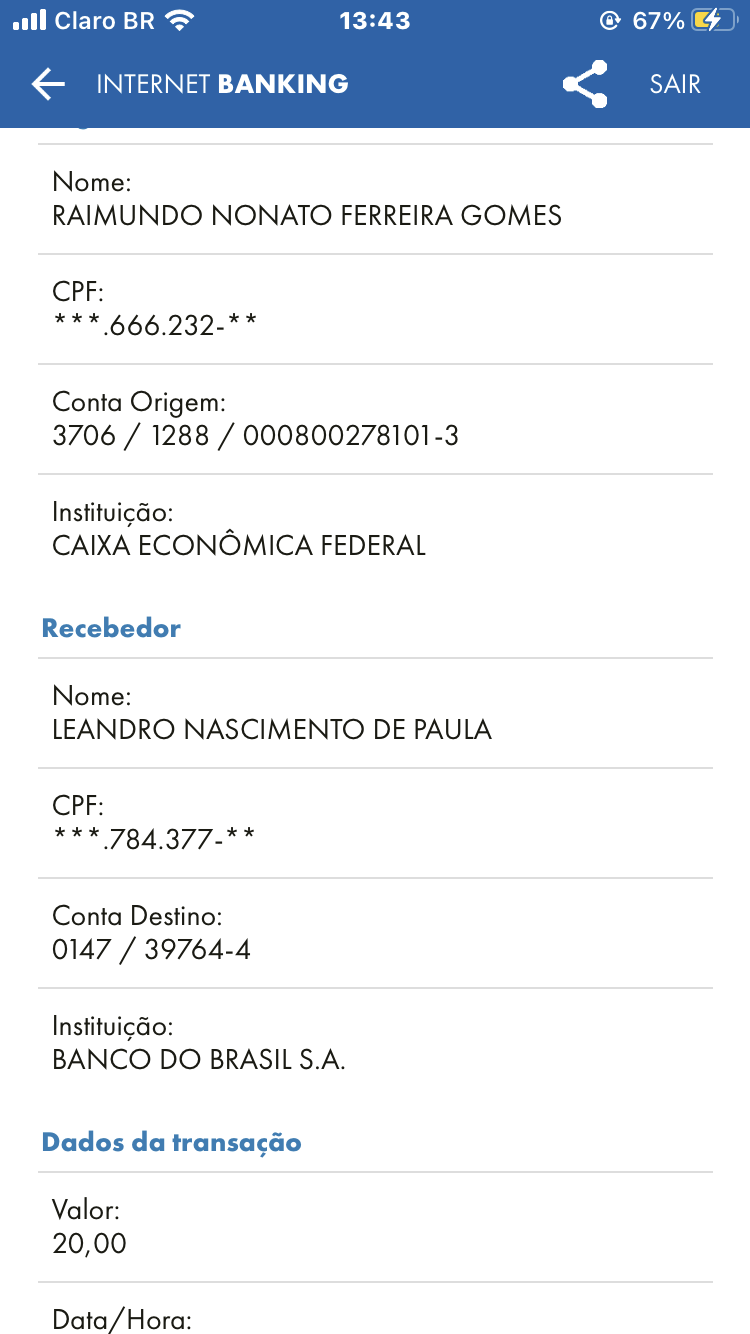 Claro BR 13:43 67%
INTERNET BANKING SAIR
Nome:
RAIMUNDO NONATO FERREIRA GOMES
CPF:
***.666.232-**
Conta Origem:
3706 / 1288 / 000800278101-3
Instituição:
CAIXA ECONÔMICA FEDERAL
Recebedor
Nome:
LEANDRO NASCIMENTO DE PAULA
CPF:
***.784.377-**
Conta Destino:
0147 / 39764-4
Instituição:
BANCO DO BRASIL S.A.
Dados da transação
Valor:
20,00
Data/Hora: